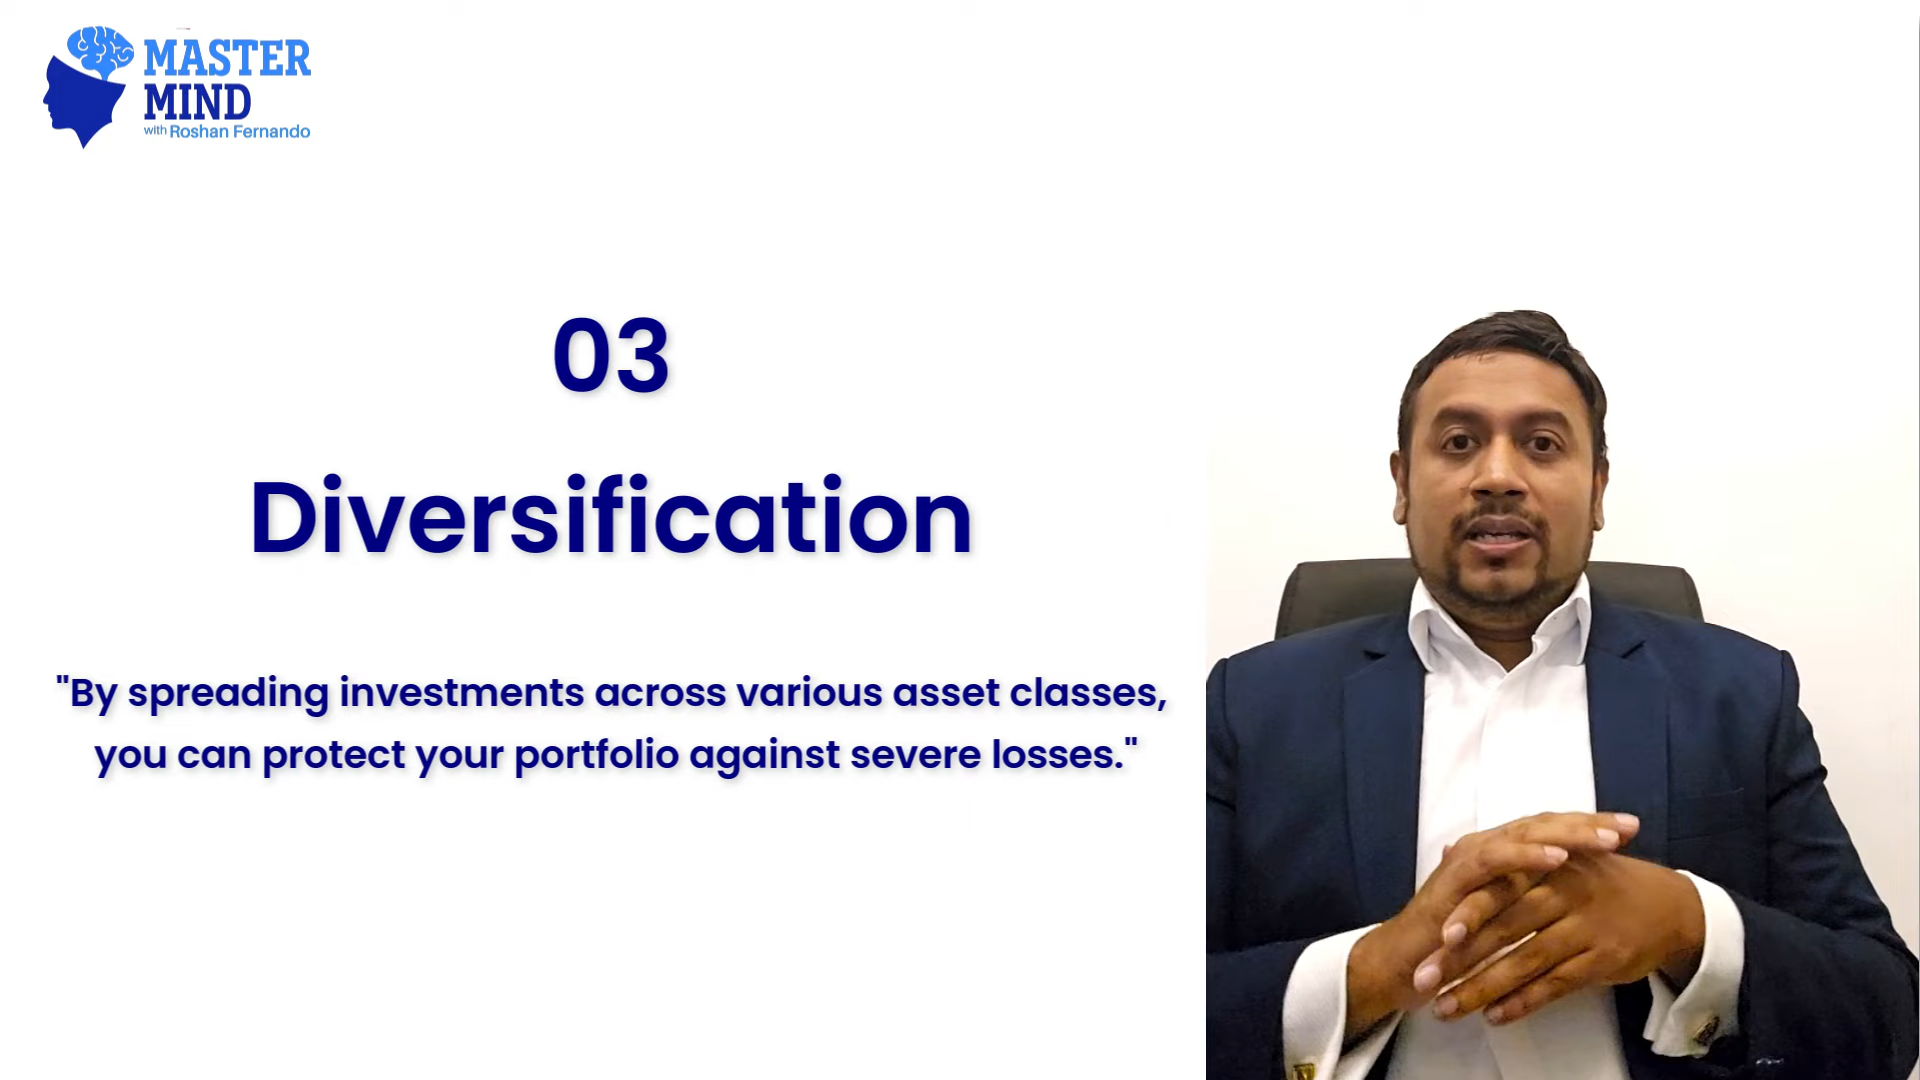 MASTER
MIND
with Roshan Fernando
03
Diversification
"By spreading investments across various asset classes,
you can protect your portfolio against severe losses."